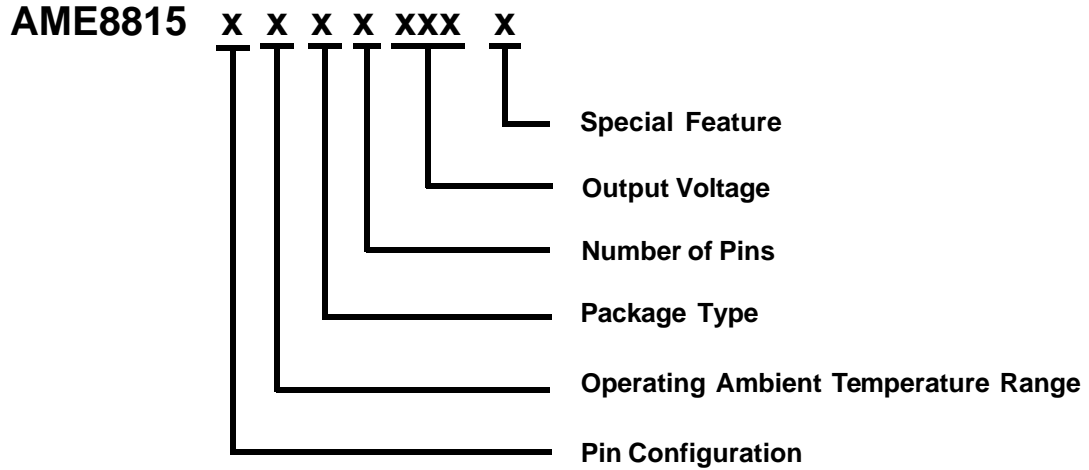 AME8815 x x x x xxx x
Special Feature
Output Voltage
Number of Pins
Package Type
Operating Ambient Temperature Range
Pin Configuration